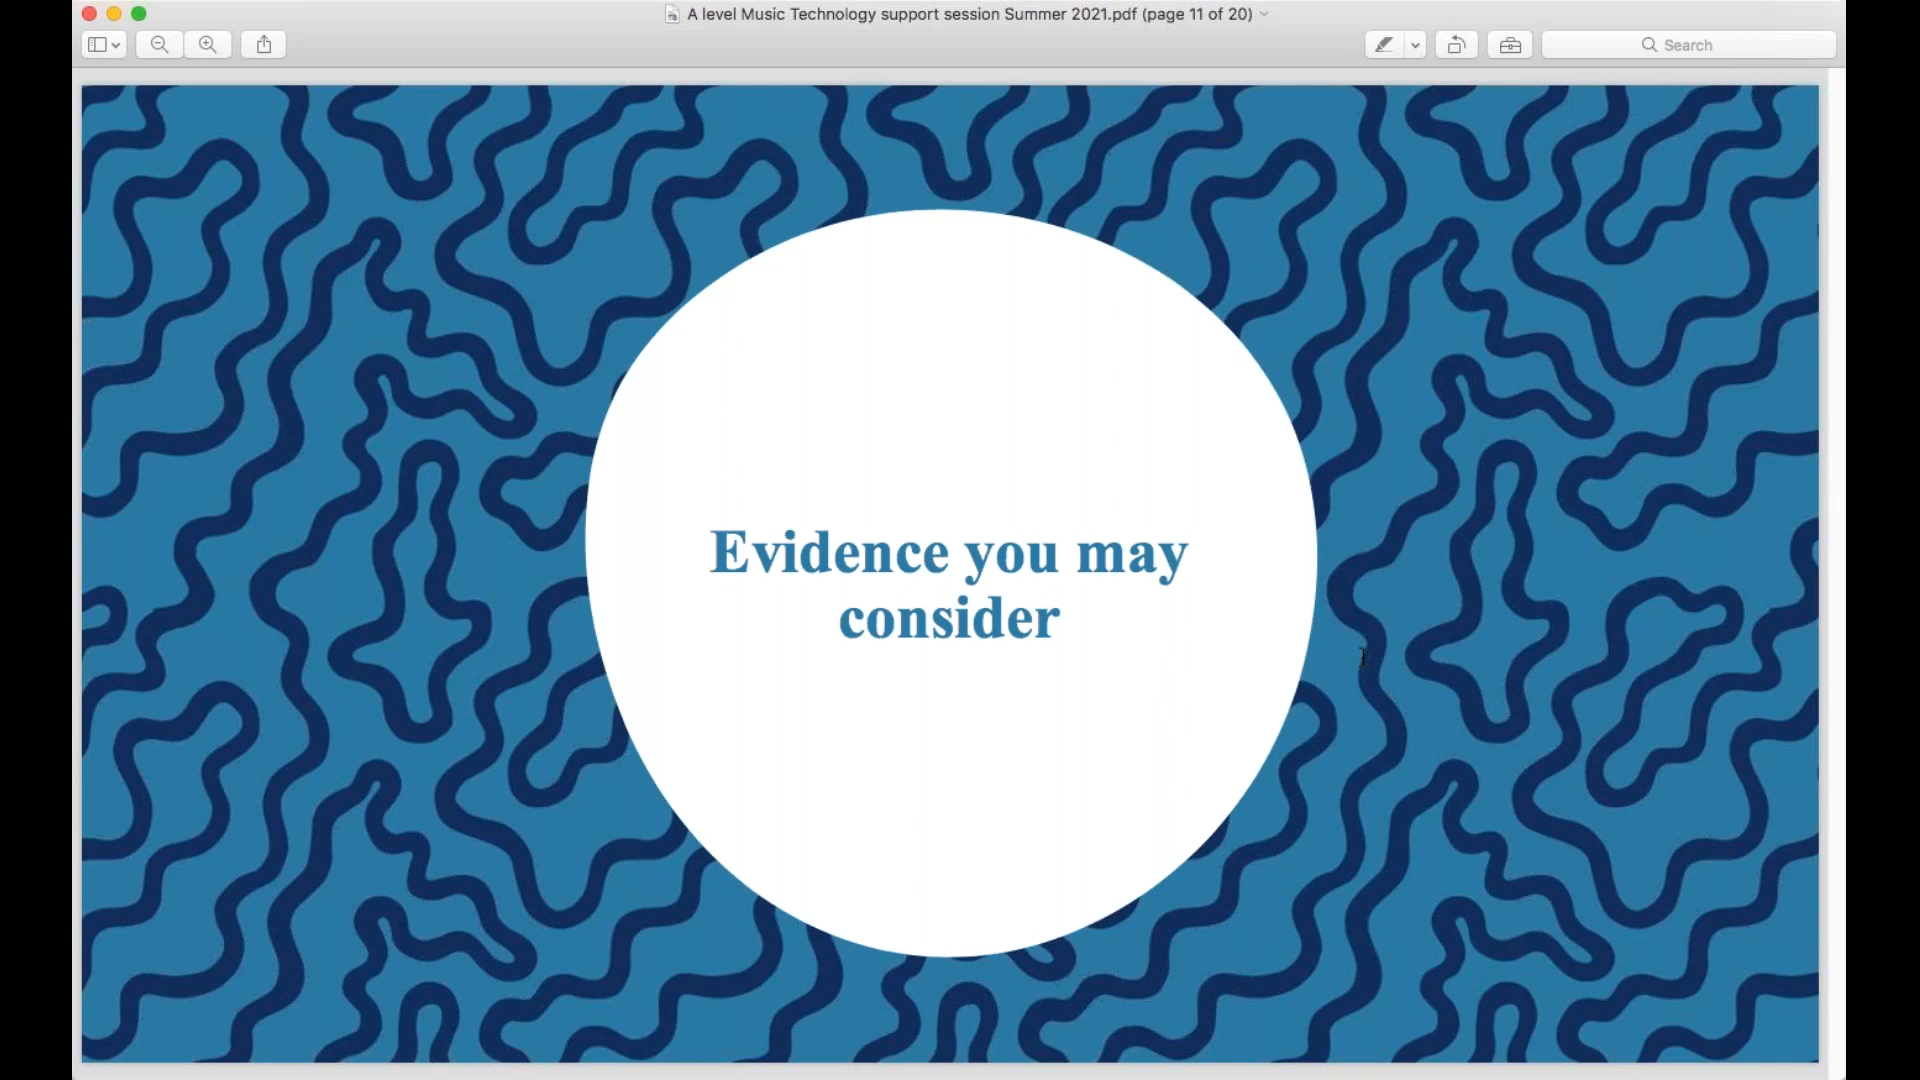 A level Music Technology support session Summer 2021.pdf (page 11 of 20)
Search
Evidence you may
consider